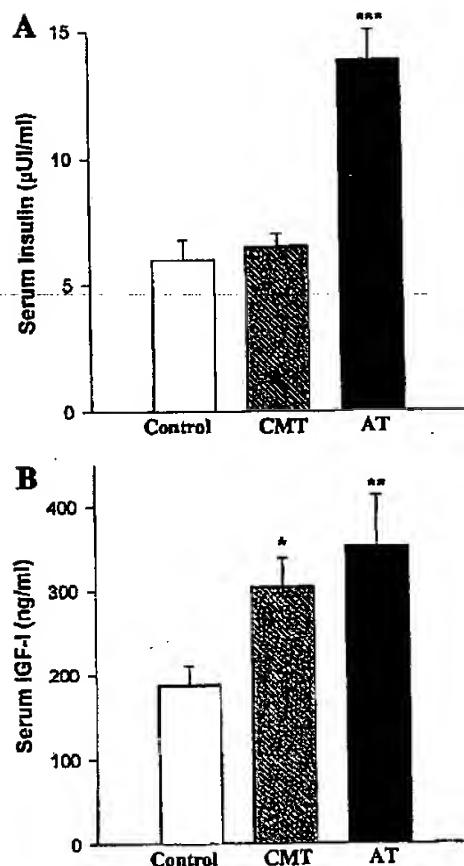 A
Serum Insulin (µUI/ml)
15
10
5
0
***
Control CMT AT
B
Serum IGF-I (ng/ml)
400
300
200
100
0
*
**
Control CMT AT